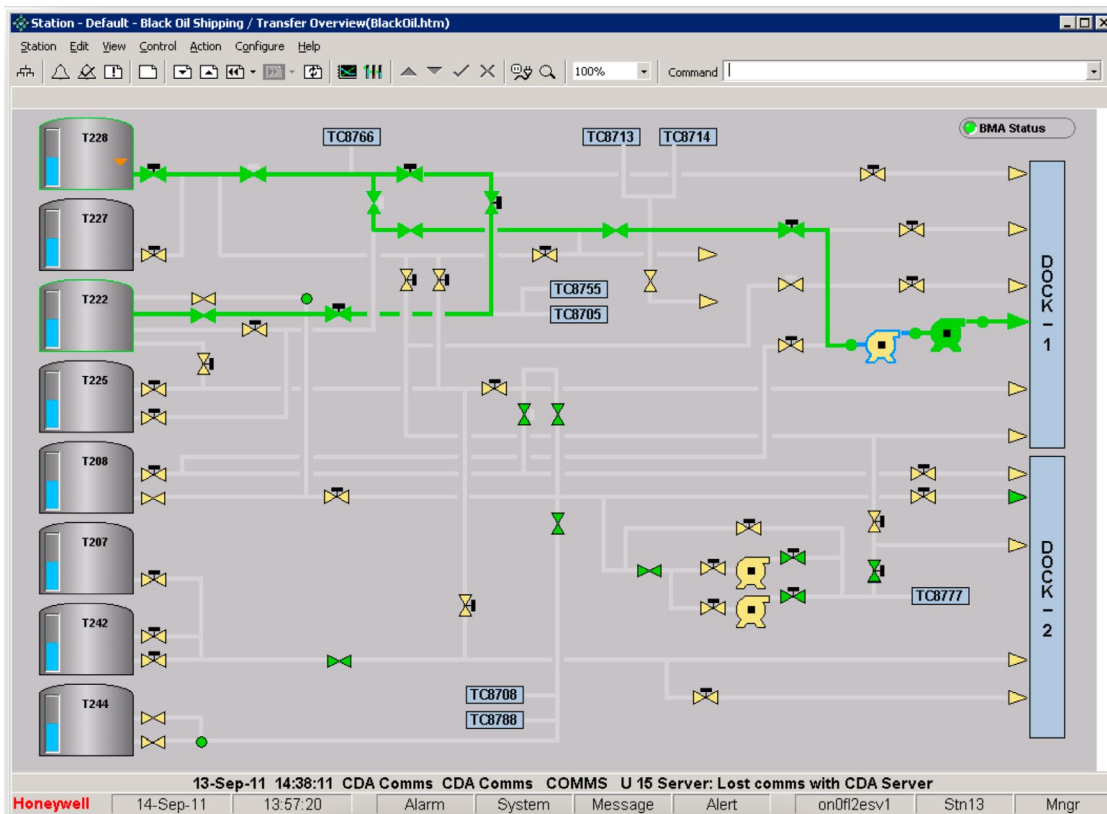 Station - Default - Black Oil Shipping / Transfer Overview(BlackOil.htm)
Station Edit View Control Action Configure Help
100% Command
BMA Status
T228
TC8766 TC8713 TC8714
T227
T222
TC8755
TC8705
DOCK-1
T225
T208
T207
DOCK-2
TC8777
T242
T244
TC8708
TC8788
13-Sep-11 14:38:11 CDA Comms CDA Comms COMMS U 15 Server: Lost comms with CDA Server
Honeywell 14-Sep-11 13:57:20 Alarm System Message Alert on0fl2esv1 Stn13 Mngr